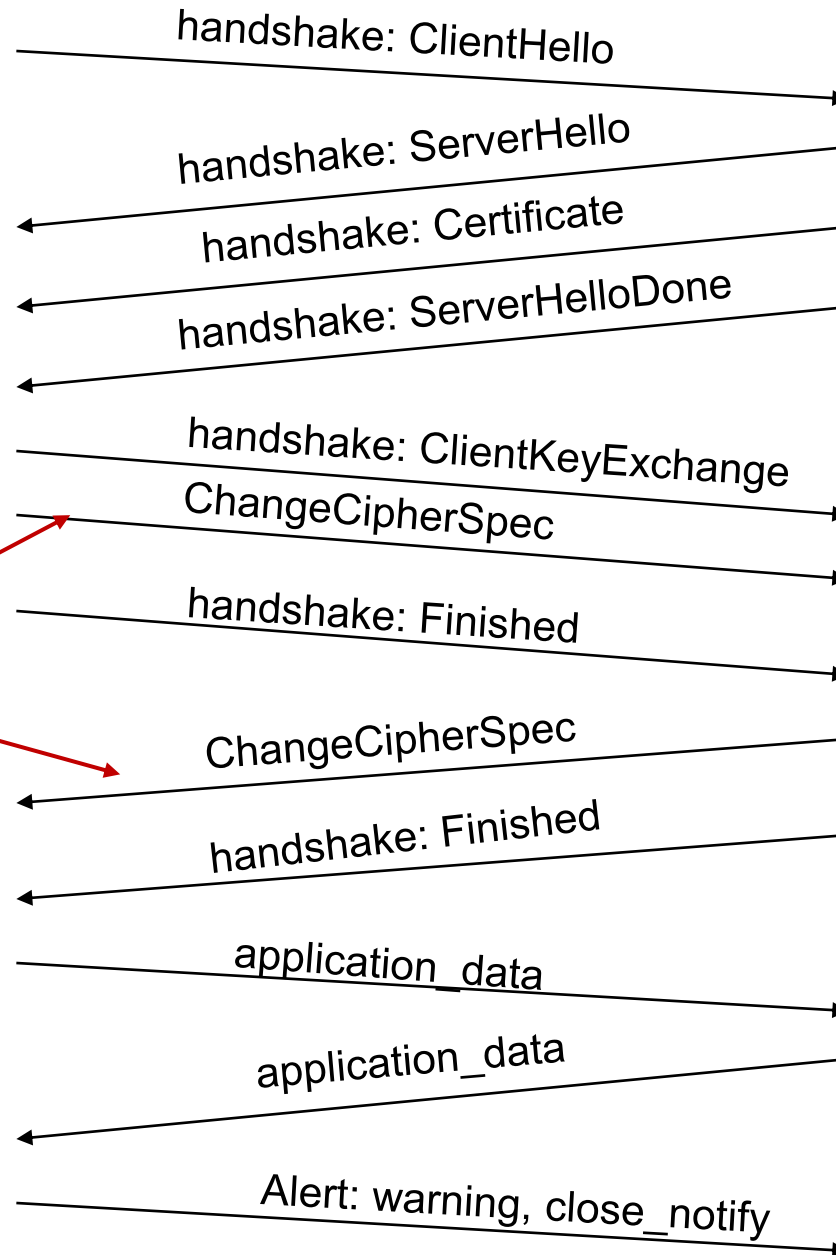 handshake: ClientHello
handshake: ServerHello
handshake: Certificate
handshake: ServerHelloDone
handshake: ClientKeyExchange
ChangeCipherSpec
handshake: Finished
ChangeCipherSpec
handshake: Finished
application_data
application_data
Alert: warning, close_notify